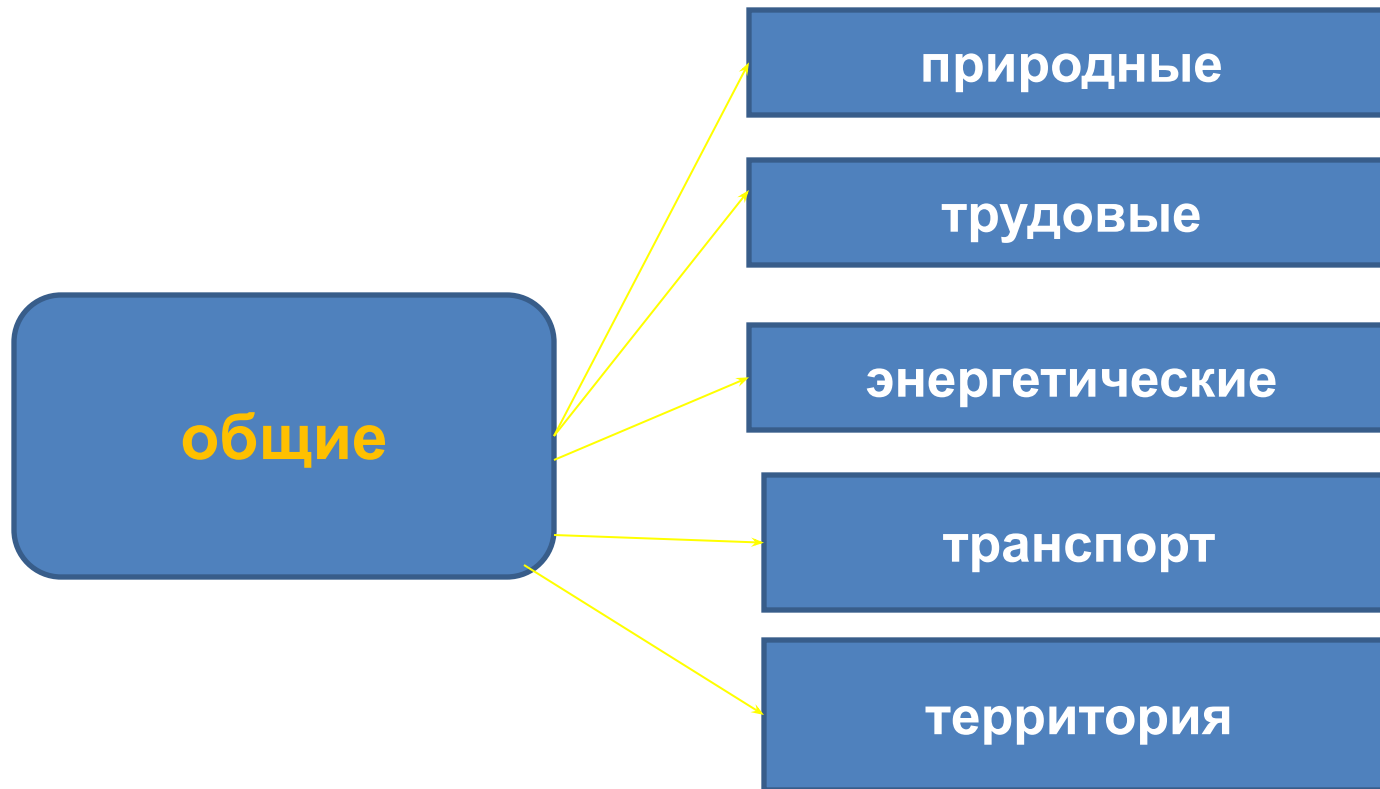 природные
трудовые
энергетические
общие
транспорт
территория